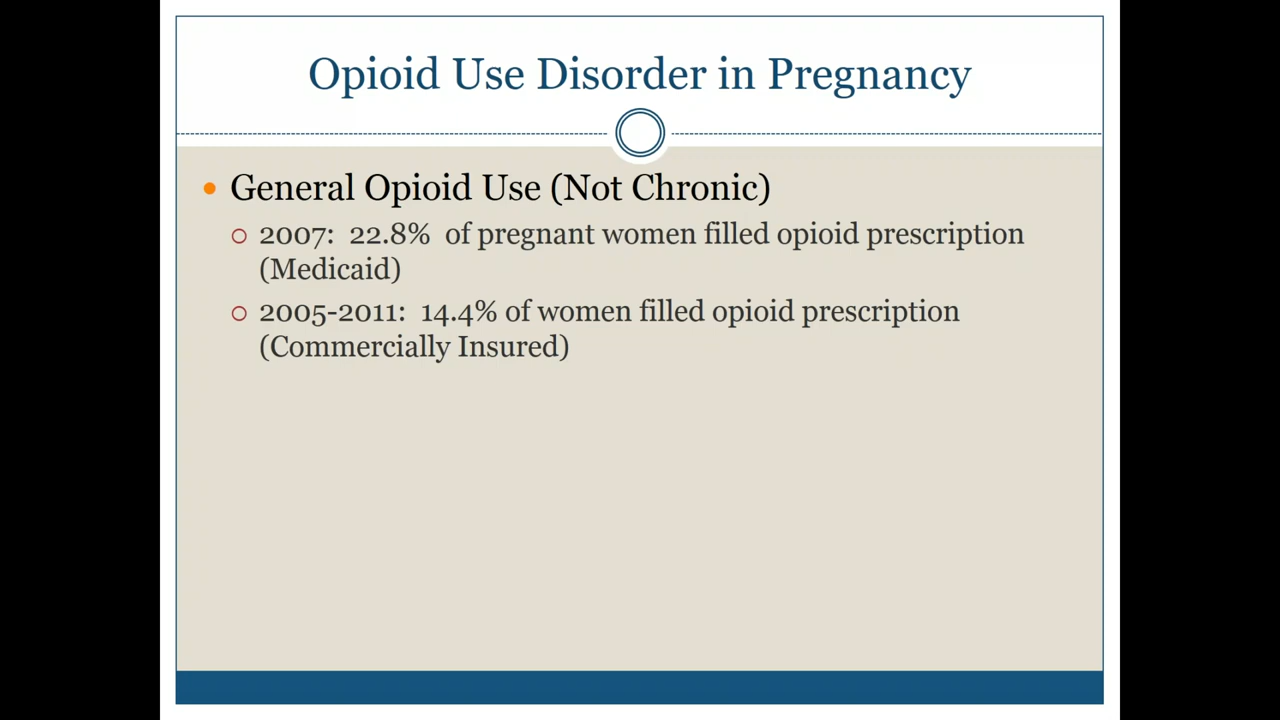 Opioid Use Disorder in Pregnancy
General Opioid Use (Not Chronic)
2007: 22.8% of pregnant women filled opioid prescription
(Medicaid)
2005-2011: 14.4% of women filled opioid prescription
(Commercially Insured)